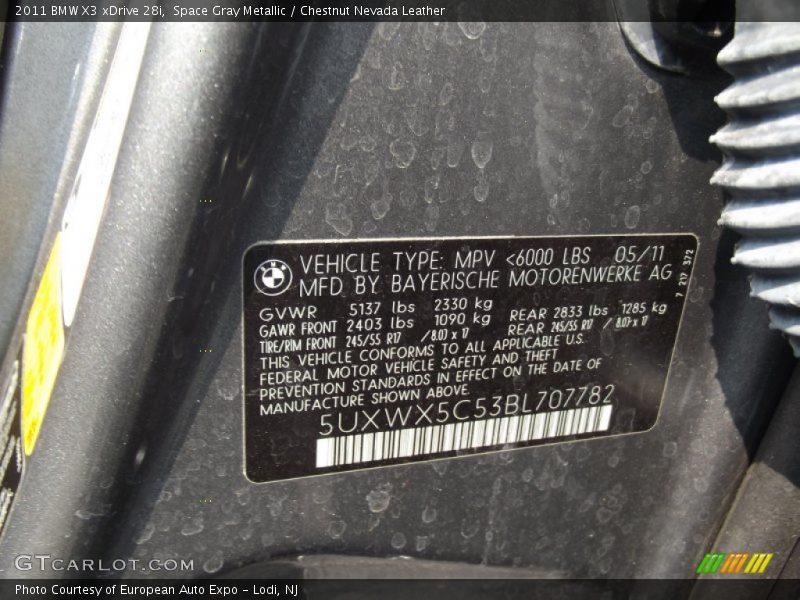 2011 BMW X3 xDrive 28i, Space Gray Metallic / Chestnut Nevada Leather
VEHICLE TYPE: MPV <6000 LBS 05/11
MFD BY BAYERISCHE MOTORENWERKE AG
7 217 372
GVWR 5137 lbs 2330 kg
GAWR FRONT 2403 lbs 1090 kg REAR 2833 lbs 1285 kg
TIRE/RIM FRONT 245/55 R17 / 8.0J x 17 REAR 245/55 R17 / 8.0J x 17
THIS VEHICLE CONFORMS TO ALL APPLICABLE U.S.
FEDERAL MOTOR VEHICLE SAFETY AND THEFT
PREVENTION STANDARDS IN EFFECT ON THE DATE OF
MANUFACTURE SHOWN ABOVE
5UXWX5C53BL707782
GTCARLOT.COM
Photo Courtesy of European Auto Expo - Lodi, NJ